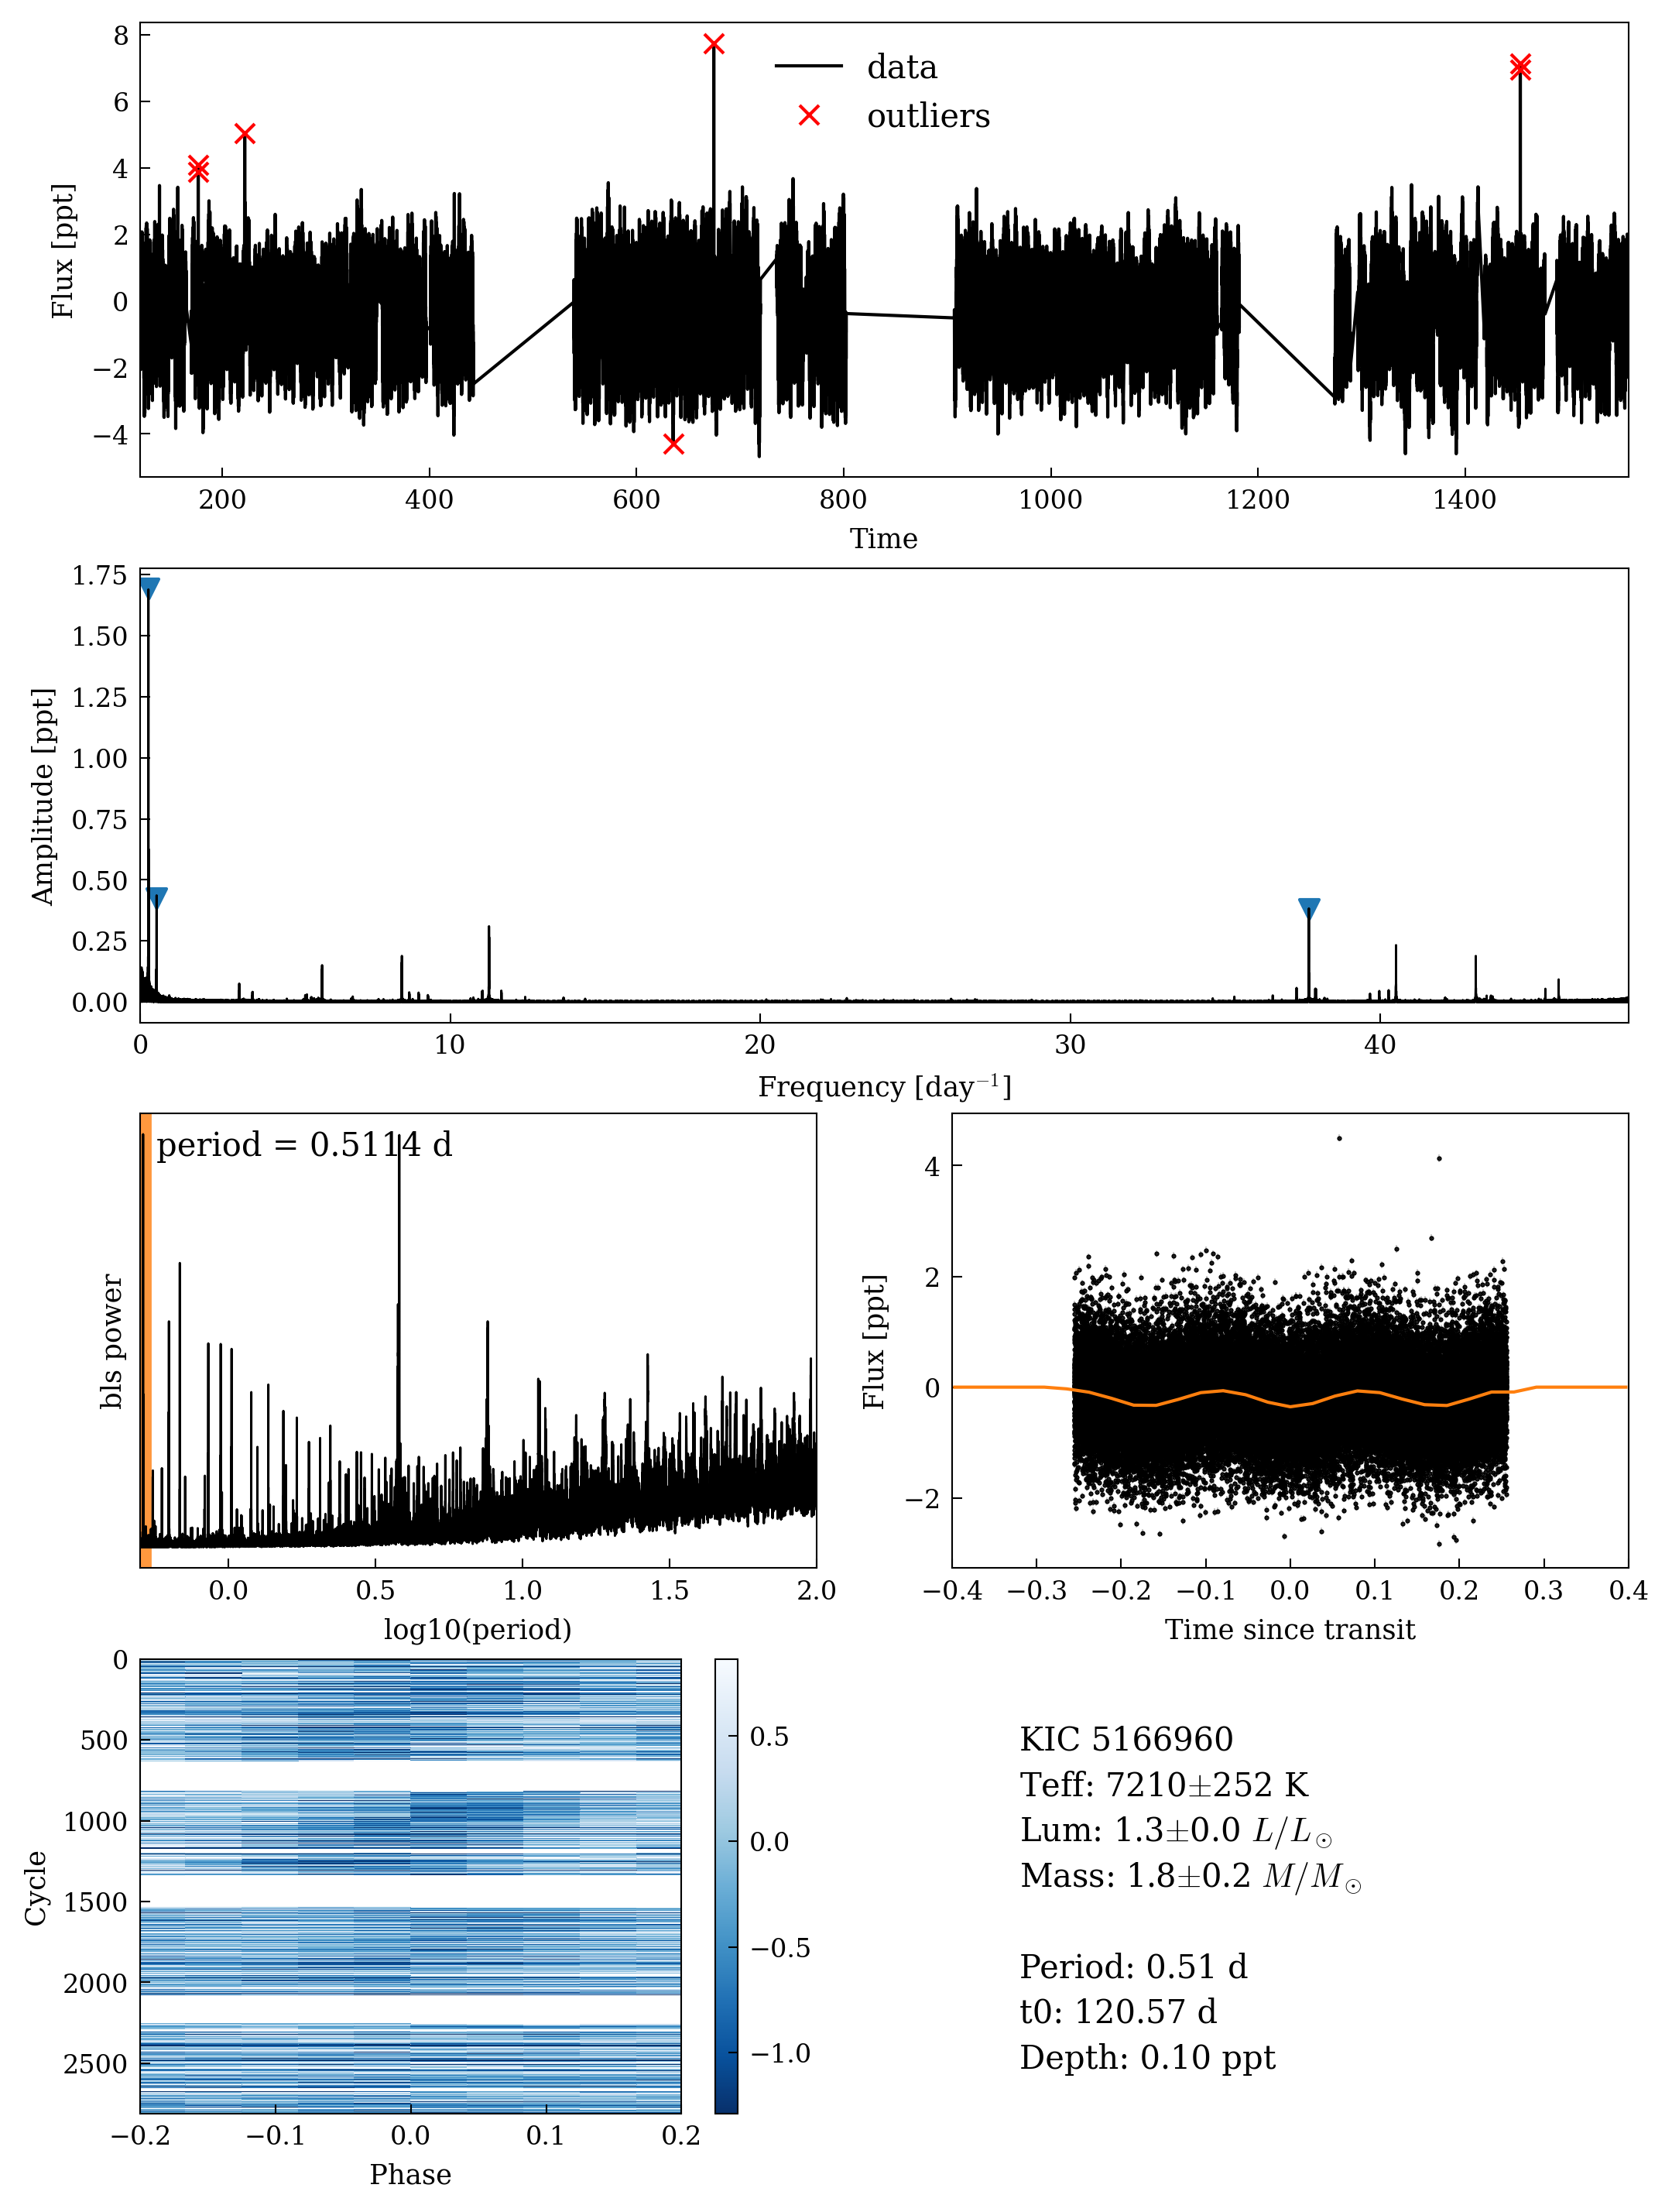 8
6
4
2
0
−2
−4
Flux [ppt]
data
outliers
200 400 600 800 1000 1200 1400
Time
1.75
1.50
1.25
1.00
0.75
0.50
0.25
0.00
Amplitude [ppt]
0 10 20 30 40
Frequency [day⁻¹]
period = 0.5114 d
bls power
0.0 0.5 1.0 1.5 2.0
log10(period)
4
2
0
−2
Flux [ppt]
−0.4 −0.3 −0.2 −0.1 0.0 0.1 0.2 0.3 0.4
Time since transit
0
500
1000
1500
2000
2500
Cycle
−0.2 −0.1 0.0 0.1 0.2
Phase
0.5
0.0
−0.5
−1.0
KIC 5166960
Teff: 7210±252 K
Lum: 1.3±0.0 L/L☉
Mass: 1.8±0.2 M/M☉
Period: 0.51 d
t0: 120.57 d
Depth: 0.10 ppt